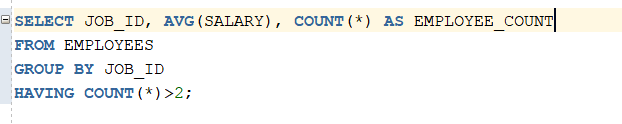 SELECT JOB_ID, AVG(SALARY), COUNT(*) AS EMPLOYEE_COUNT
FROM EMPLOYEES
GROUP BY JOB_ID
HAVING COUNT(*)>2;